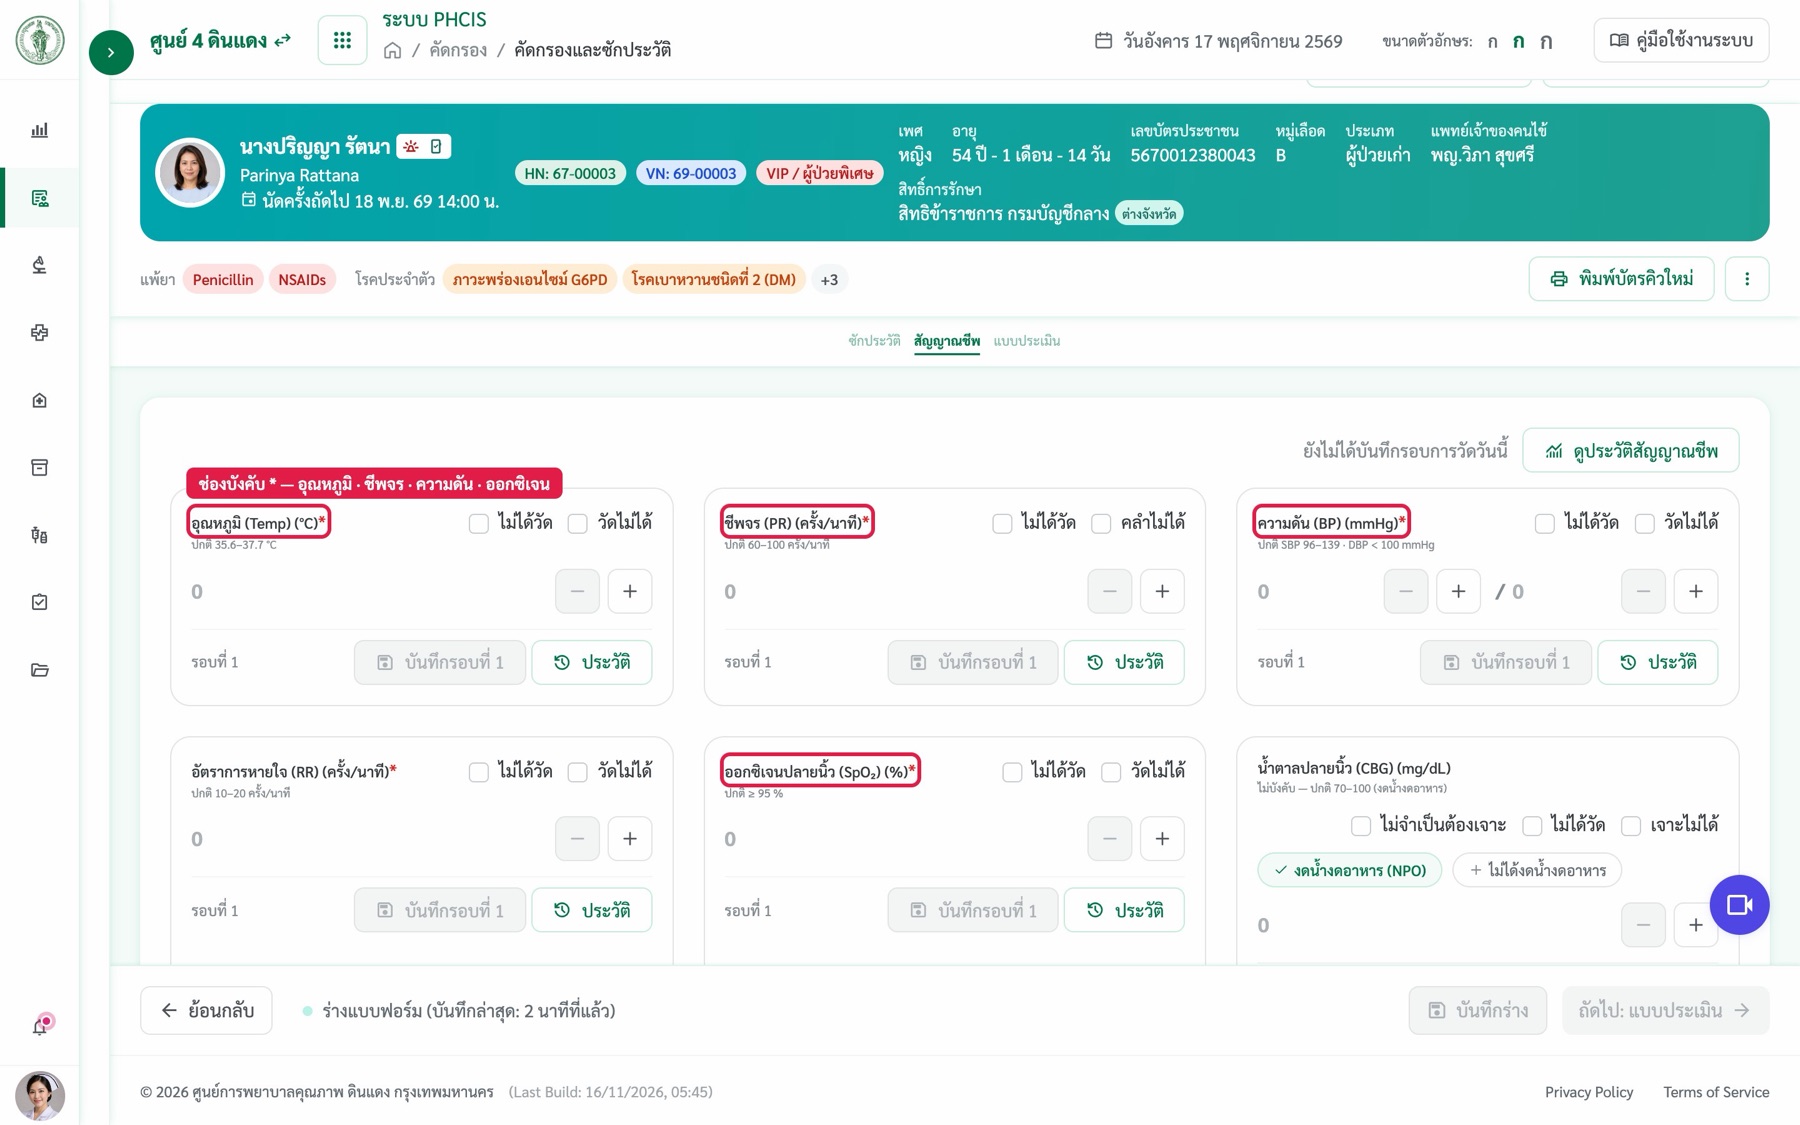 ศูนย์ 4 ดินแดง
ระบบ PHCIS
/ คัดกรอง / คัดกรองและซักประวัติ
วันอังคาร 17 พฤศจิกายน 2569
ขนาดตัวอักษร: ก ก ก
คู่มือใช้งานระบบ
นางปริญญา รัตนา
Parinya Rattana
นัดครั้งถัดไป 18 พ.ย. 69 14:00 น.
HN: 67-00003
VN: 69-00003
VIP / ผู้ป่วยพิเศษ
เพศ
หญิง
อายุ
54 ปี - 1 เดือน - 14 วัน
เลขบัตรประชาชน
5670012380043
หมู่เลือด
B
ประเภท
ผู้ป่วยเก่า
แพทย์เจ้าของคนไข้
พญ.วิภา สุขศรี
สิทธิ์การรักษา
สิทธิข้าราชการ กรมบัญชีกลาง ต่างจังหวัด
แพ้ยา Penicillin NSAIDs โรคประจำตัว ภาวะพร่องเอนไซม์ G6PD โรคเบาหวานชนิดที่ 2 (DM) +3
พิมพ์บัตรคิวใหม่
ซักประวัติ สัญญาณชีพ แบบประเมิน
ยังไม่ได้บันทึกรอบการวัดวันนี้
ดูประวัติสัญญาณชีพ
ช่องบังคับ * — อุณหภูมิ · ชีพจร · ความดัน · ออกซิเจน
อุณหภูมิ (Temp) (°C)*
ไม่ได้วัด วัดไม่ได้
ปกติ 35.6–37.7 °C
0 − +
รอบที่ 1 บันทึกรอบที่ 1 ประวัติ
ชีพจร (PR) (ครั้ง/นาที)*
ไม่ได้วัด คลำไม่ได้
ปกติ 60–100 ครั้ง/นาที
0 − +
รอบที่ 1 บันทึกรอบที่ 1 ประวัติ
ความดัน (BP) (mmHg)*
ไม่ได้วัด วัดไม่ได้
ปกติ SBP 96–139 · DBP < 100 mmHg
0 − + / 0 − +
รอบที่ 1 บันทึกรอบที่ 1 ประวัติ
อัตราการหายใจ (RR) (ครั้ง/นาที)*
ไม่ได้วัด วัดไม่ได้
ปกติ 10–20 ครั้ง/นาที
0 − +
รอบที่ 1 บันทึกรอบที่ 1 ประวัติ
ออกซิเจนปลายนิ้ว (SpO₂) (%)*
ไม่ได้วัด วัดไม่ได้
ปกติ ≥ 95 %
0 − +
รอบที่ 1 บันทึกรอบที่ 1 ประวัติ
น้ำตาลปลายนิ้ว (CBG) (mg/dL)
ไม่บังคับ — ปกติ 70–100 (งดน้ำงดอาหาร)
ไม่จำเป็นต้องเจาะ ไม่ได้วัด เจาะไม่ได้
งดน้ำงดอาหาร (NPO) + ไม่ได้งดน้ำงดอาหาร
0 − +
ย้อนกลับ
ร่างแบบฟอร์ม (บันทึกล่าสุด: 2 นาทีที่แล้ว)
บันทึกร่าง
ถัดไป: แบบประเมิน
© 2026 ศูนย์การพยาบาลคุณภาพ ดินแดง กรุงเทพมหานคร (Last Build: 16/11/2026, 05:45)
Privacy Policy Terms of Service